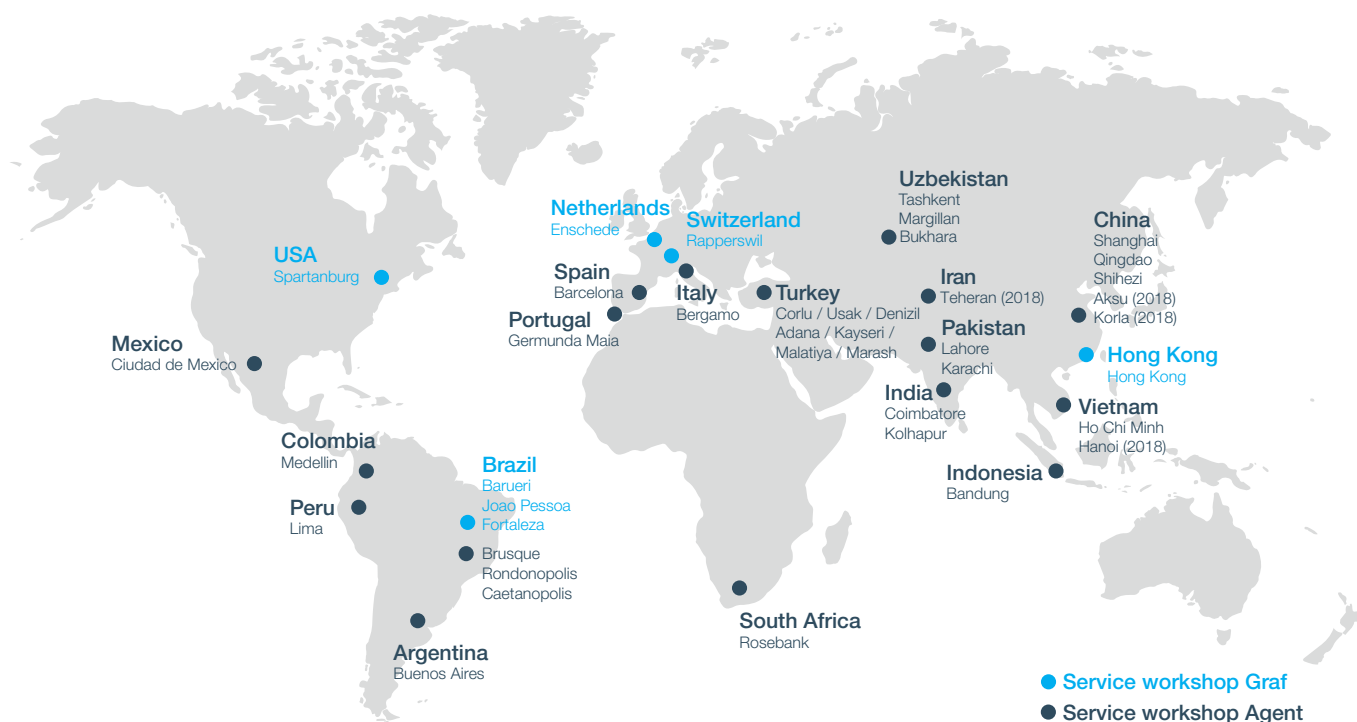 Uzbekistan
Tashkent
Margillan
Bukhara
Netherlands
Enschede
Switzerland
Rapperswil
China
Shanghai
Qingdao
Shihezi
Aksu (2018)
Korla (2018)
USA
Spartanburg
Spain
Barcelona
Italy
Bergamo
Turkey
Corlu / Usak / Denizil
Adana / Kayseri /
Malatiya / Marash
Iran
Teheran (2018)
Portugal
Germunda Maia
Pakistan
Lahore
Karachi
Mexico
Ciudad de Mexico
Hong Kong
Hong Kong
India
Coimbatore
Kolhapur
Vietnam
Ho Chi Minh
Hanoi (2018)
Colombia
Medellin
Brazil
Barueri
Joao Pessoa
Fortaleza
Indonesia
Bandung
Peru
Lima
Brusque
Rondonopolis
Caetanopolis
South Africa
Rosebank
Argentina
Buenos Aires
Service workshop Graf
Service workshop Agent